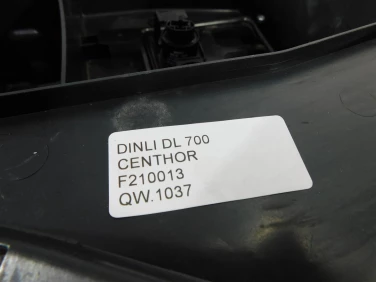 DINLI DL 700
CENTHOR
F210013
QW.1037